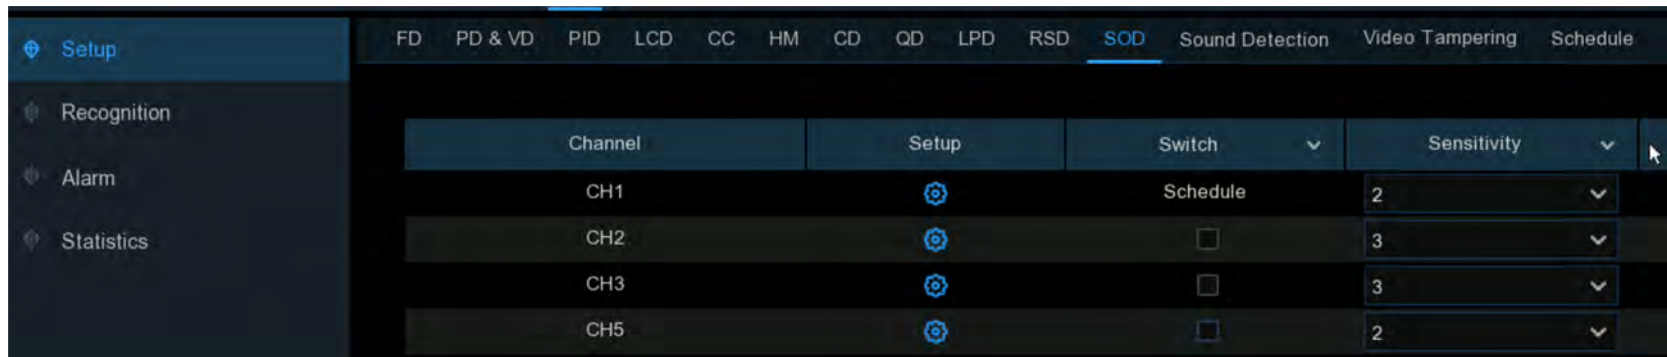 FD PD & VD PID LCD CC HM CD QD LPD RSD SOD Sound Detection Video Tampering Schedule
Setup
Recognition
Alarm
Statistics
Channel Setup Switch Sensitivity
CH1 Schedule 2
CH2 3
CH3 3
CH5 2